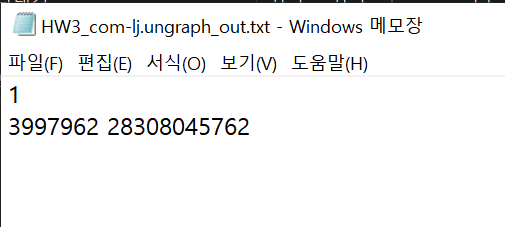 HW3_com-lj.ungraph_out.txt - Windows 메모장
파일(F) 편집(E) 서식(O) 보기(V) 도움말(H)
1
3997962 28308045762